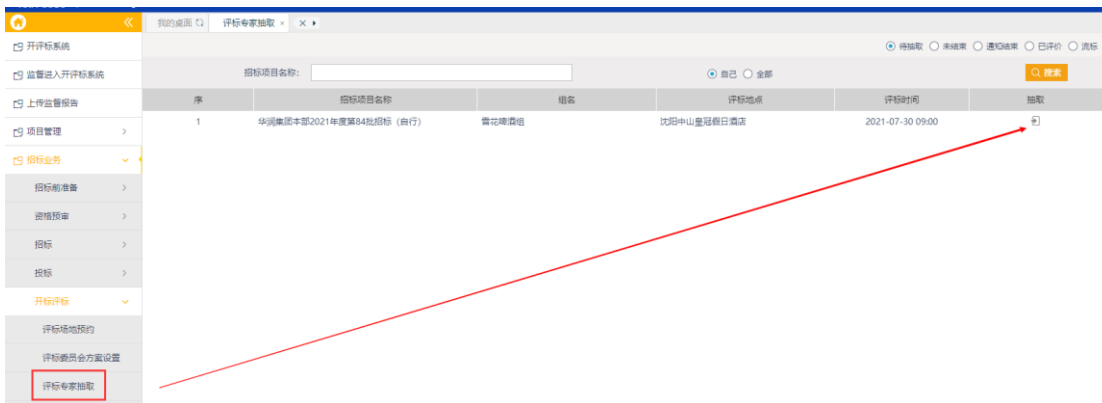 我的桌面 评标专家抽取 × ×
开评标系统
待抽取 未结束 通知结束 已评价 流标
监督进入开评标系统
招标项目名称: 自己 全部 搜索
上传监督报告
序 招标项目名称 组名 评标地点 评标时间 抽取
1 华润集团本部2021年度第84批招标（自行） 雪花啤酒组 沈阳中山皇冠假日酒店 2021-07-30 09:00
项目管理
招标业务
招标前准备
资格预审
招标
投标
开标评标
评标场地预约
评标委员会方案设置
评标专家抽取